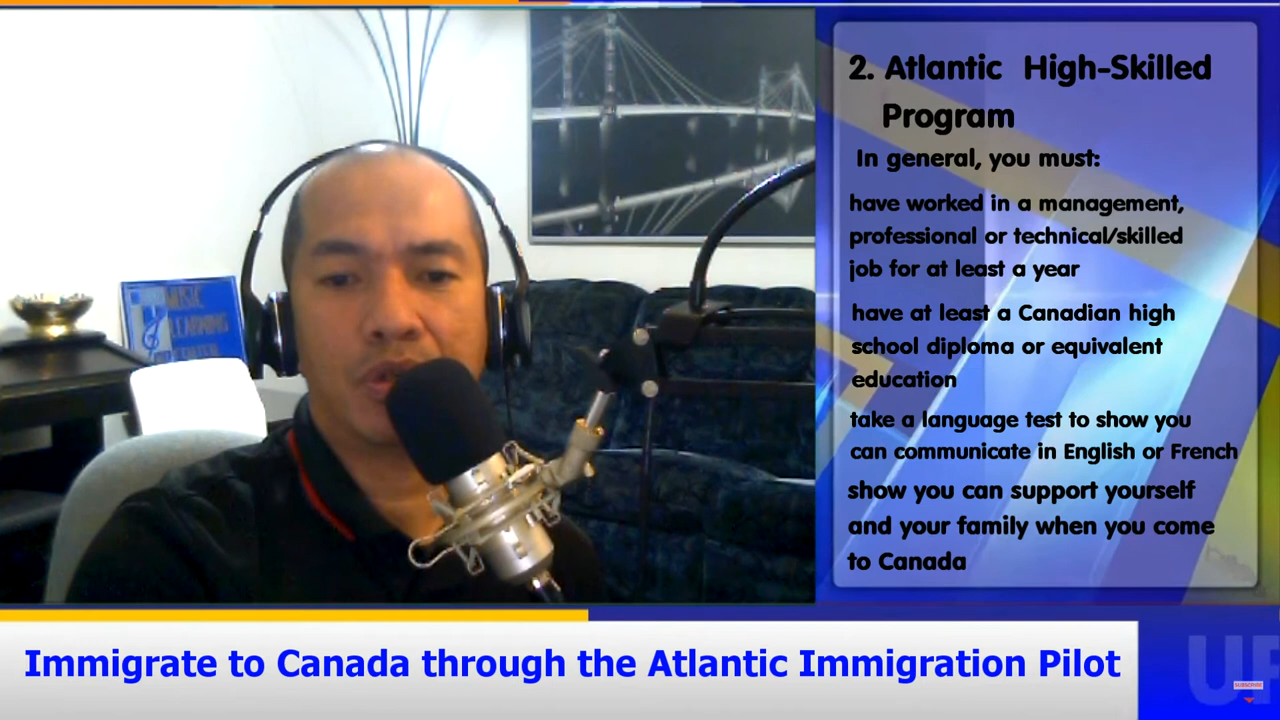 2. Atlantic High-Skilled
Program
In general, you must:
have worked in a management,
professional or technical/skilled
job for at least a year
have at least a Canadian high
school diploma or equivalent
education
take a language test to show you
can communicate in English or French
show you can support yourself
and your family when you come
to Canada
MUSIC
LEARNING
Immigrate to Canada through the Atlantic Immigration Pilot
UP
SUBSCRIBE